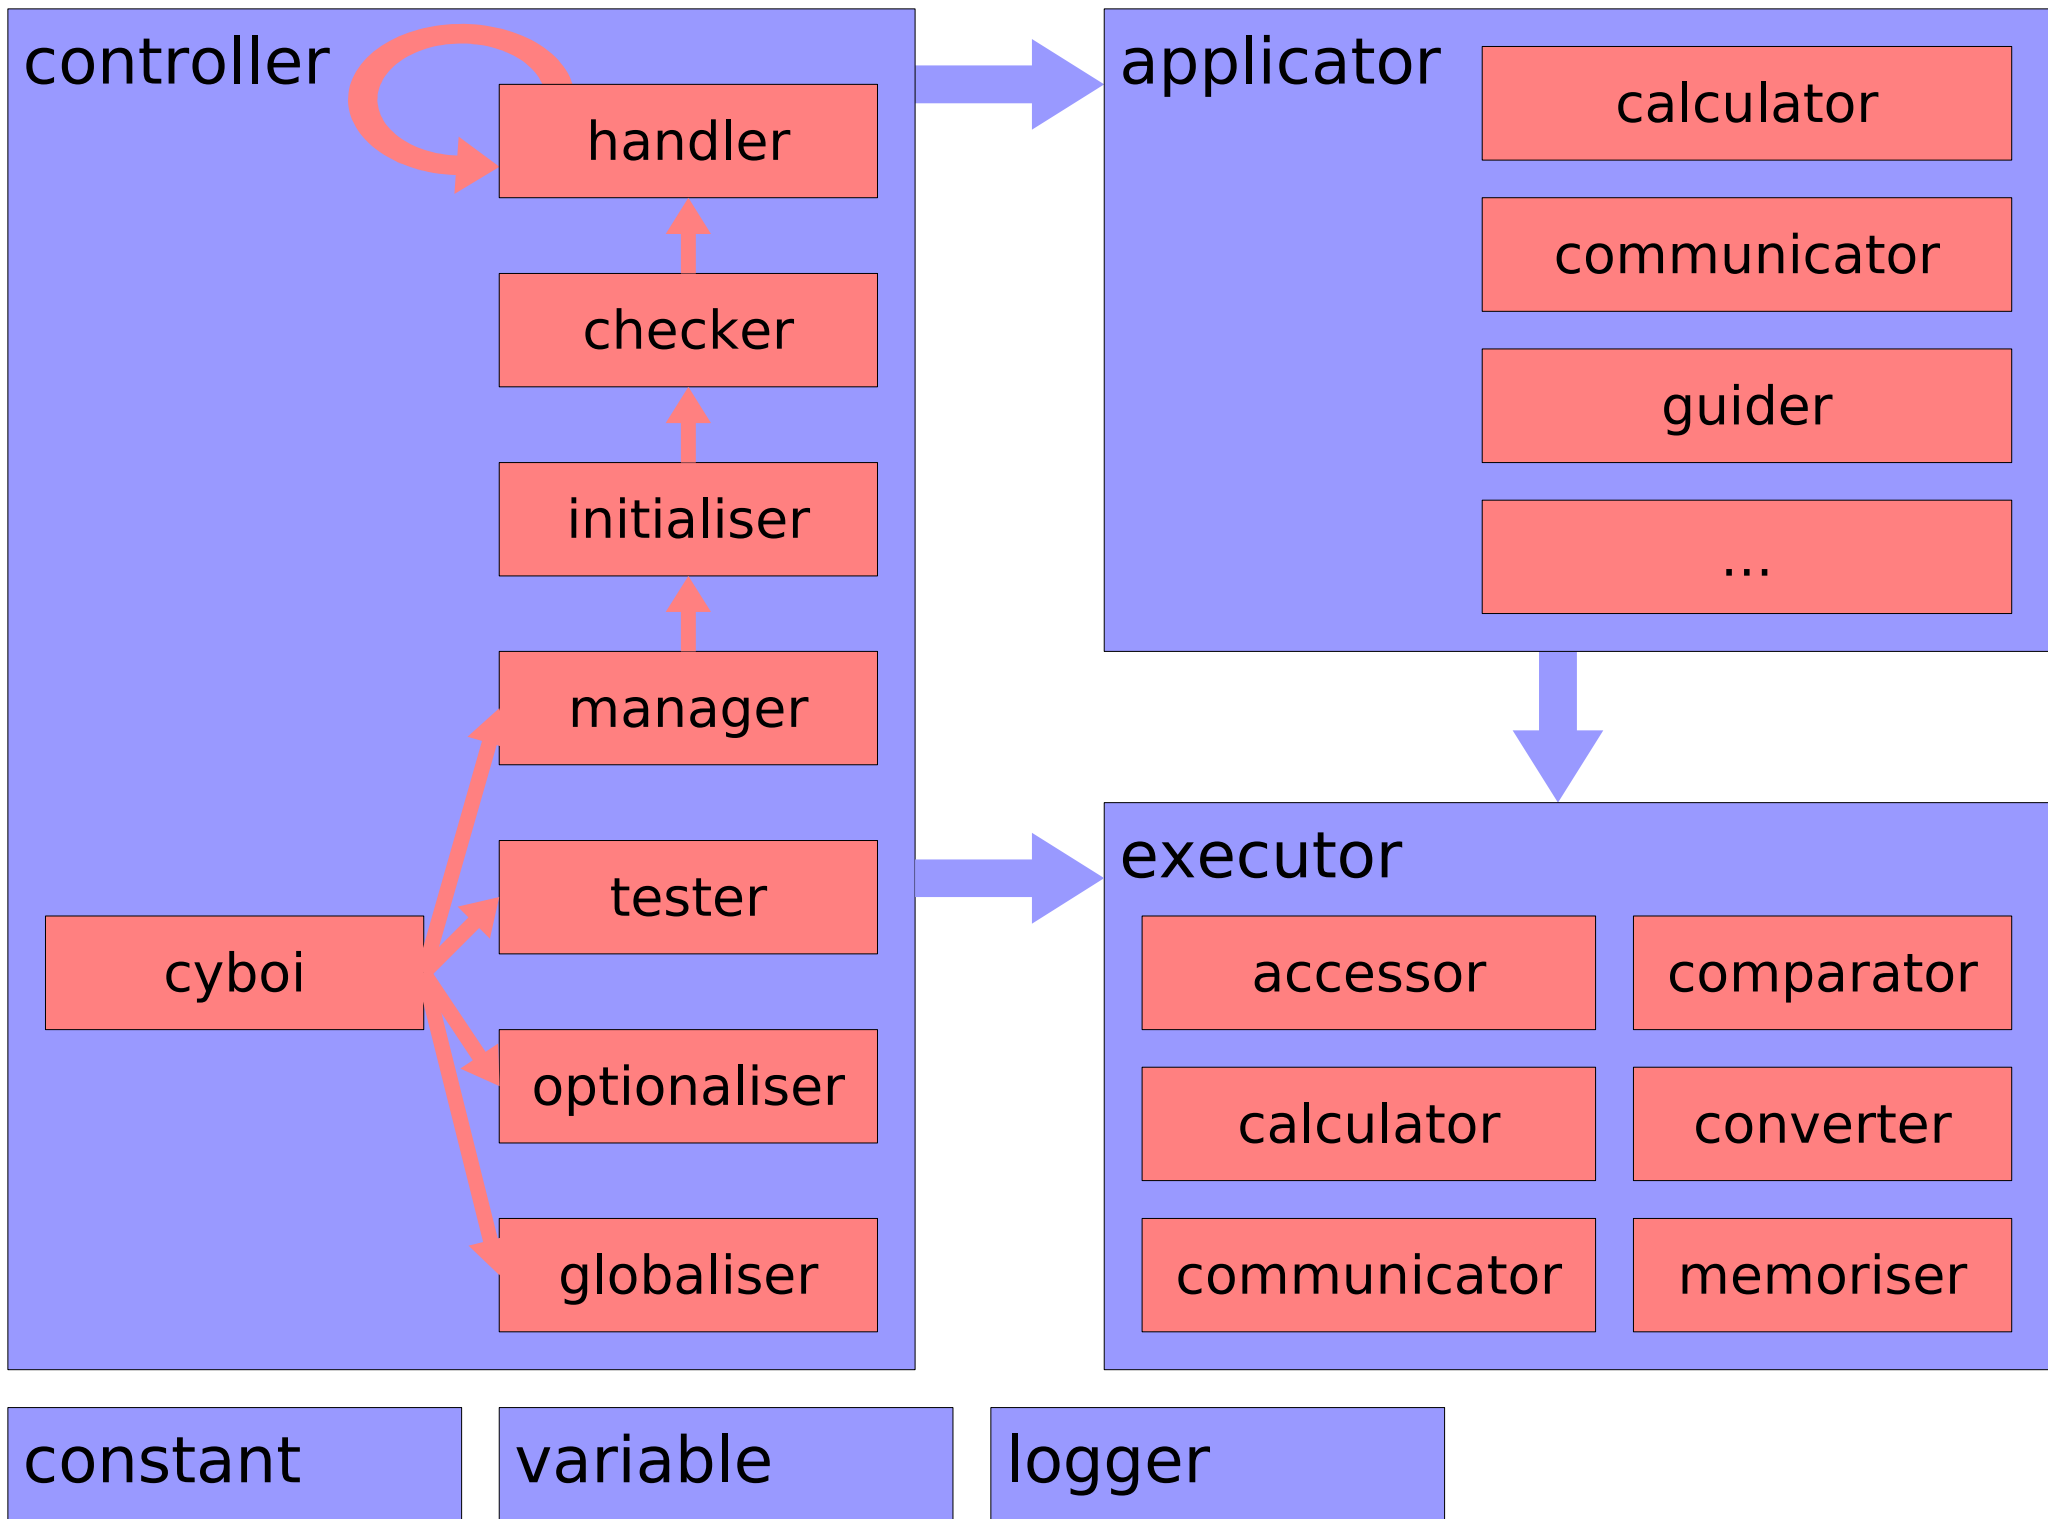 controller
handler
checker
initialiser
manager
tester
cyboi
optionaliser
globaliser
applicator
calculator
communicator
guider
...
executor
accessor
comparator
calculator
converter
communicator
memoriser
constant
variable
logger